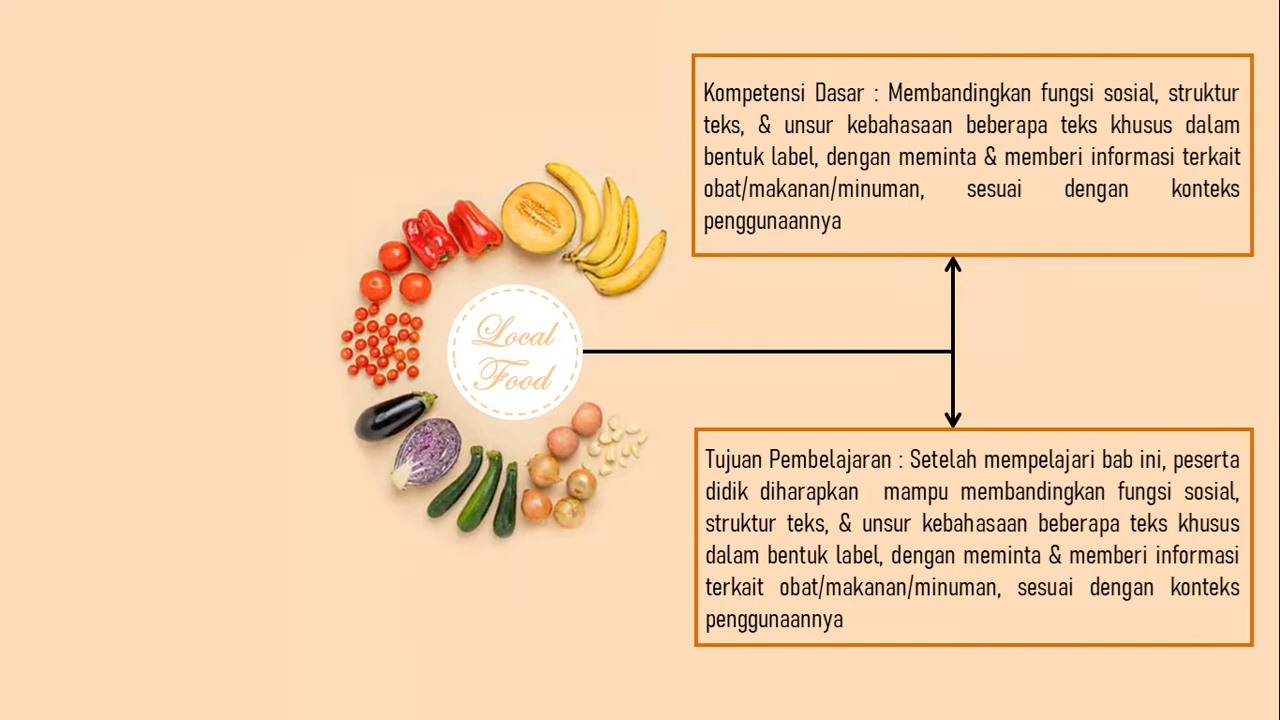 Local
Food
Kompetensi Dasar : Membandingkan fungsi sosial, struktur
teks, & unsur kebahasaan beberapa teks khusus dalam
bentuk label, dengan meminta & memberi informasi terkait
obat/makanan/minuman, sesuai dengan konteks
penggunaannya
Tujuan Pembelajaran : Setelah mempelajari bab ini, peserta
didik diharapkan mampu membandingkan fungsi sosial,
struktur teks, & unsur kebahasaan beberapa teks khusus
dalam bentuk label, dengan meminta & memberi informasi
terkait obat/makanan/minuman, sesuai dengan konteks
penggunaannya